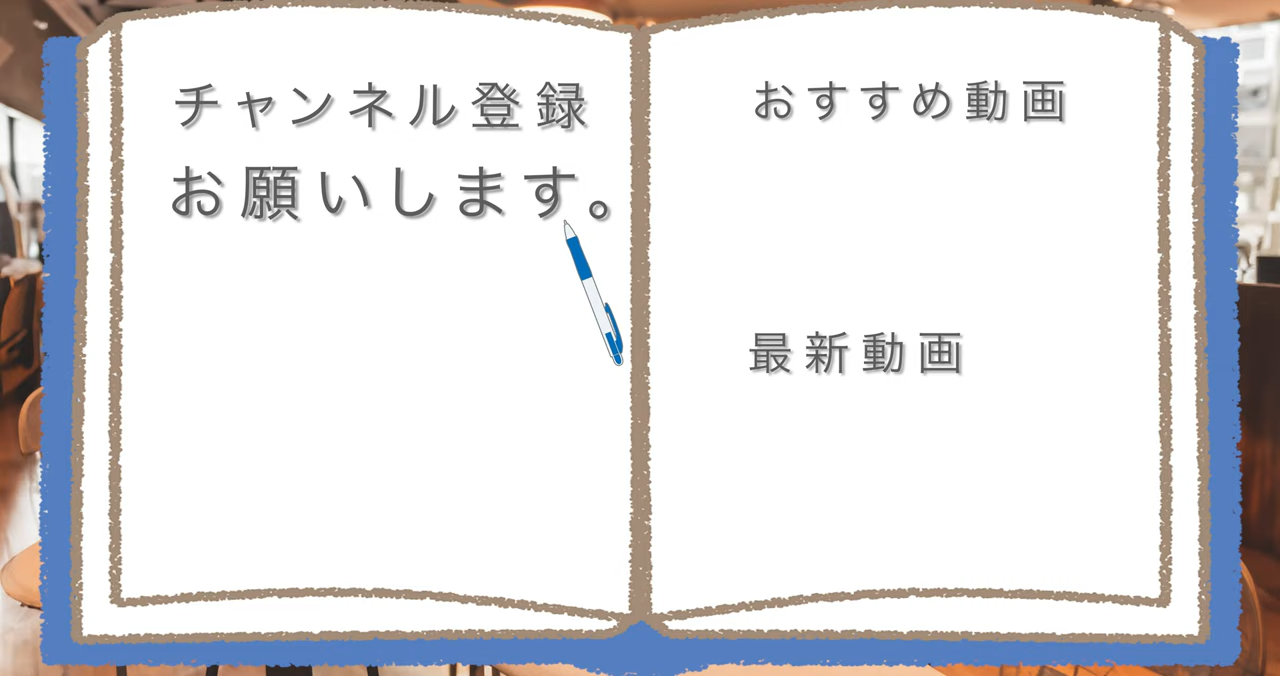 チャンネル登録
お願いします。
おすすめ動画
最新動画